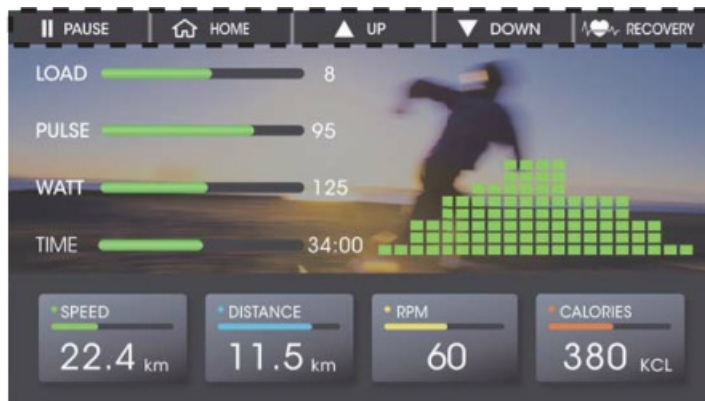 PAUSE HOME UP DOWN RECOVERY
LOAD 8
PULSE 95
WATT 125
TIME 34:00
SPEED DISTANCE RPM CALORIES
22.4 km 11.5 km 60 380 KCL